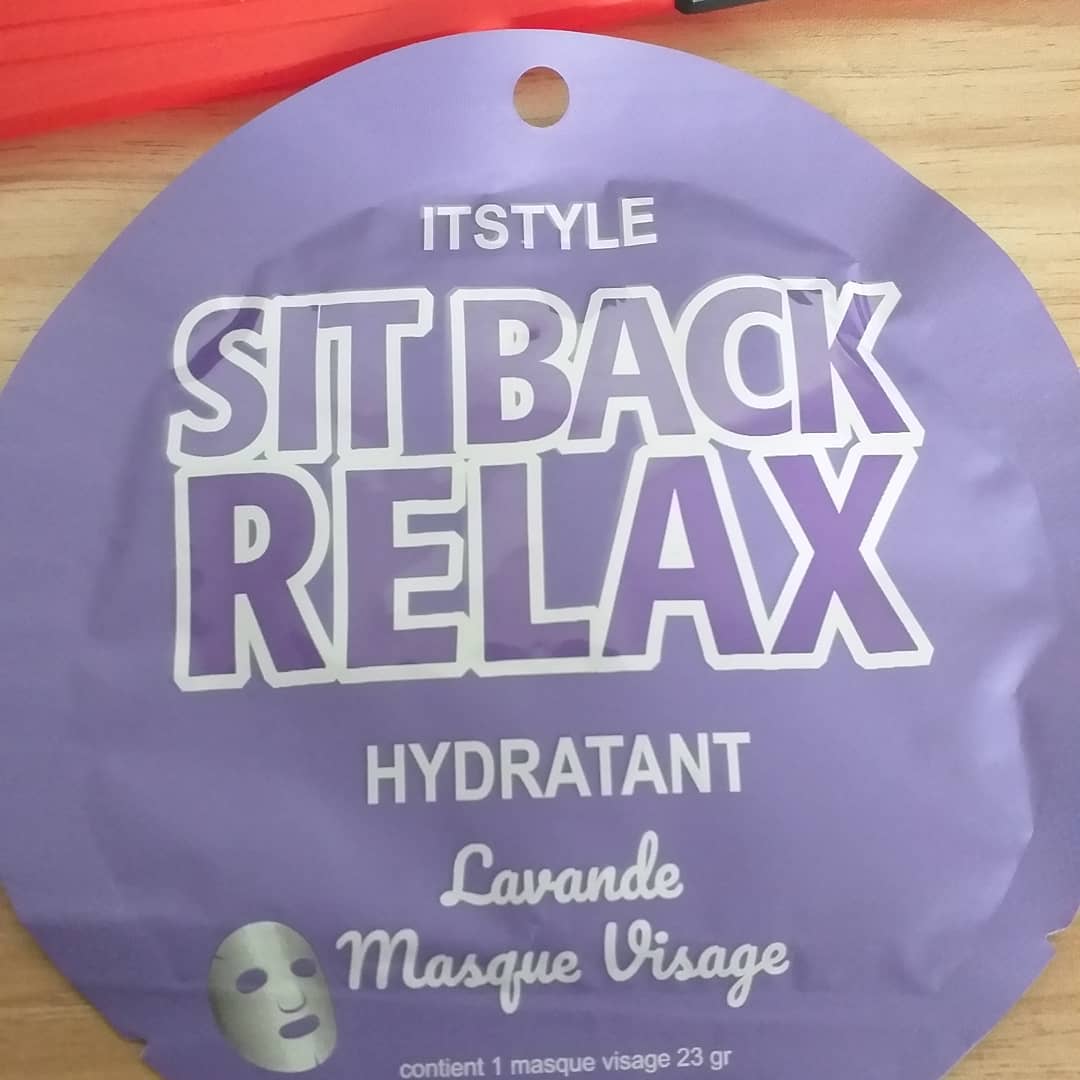 ITSTYLE
SIT BACK
RELAX
HYDRATANT
Lavande
Masque Visage
contient 1 masque visage 23 gr